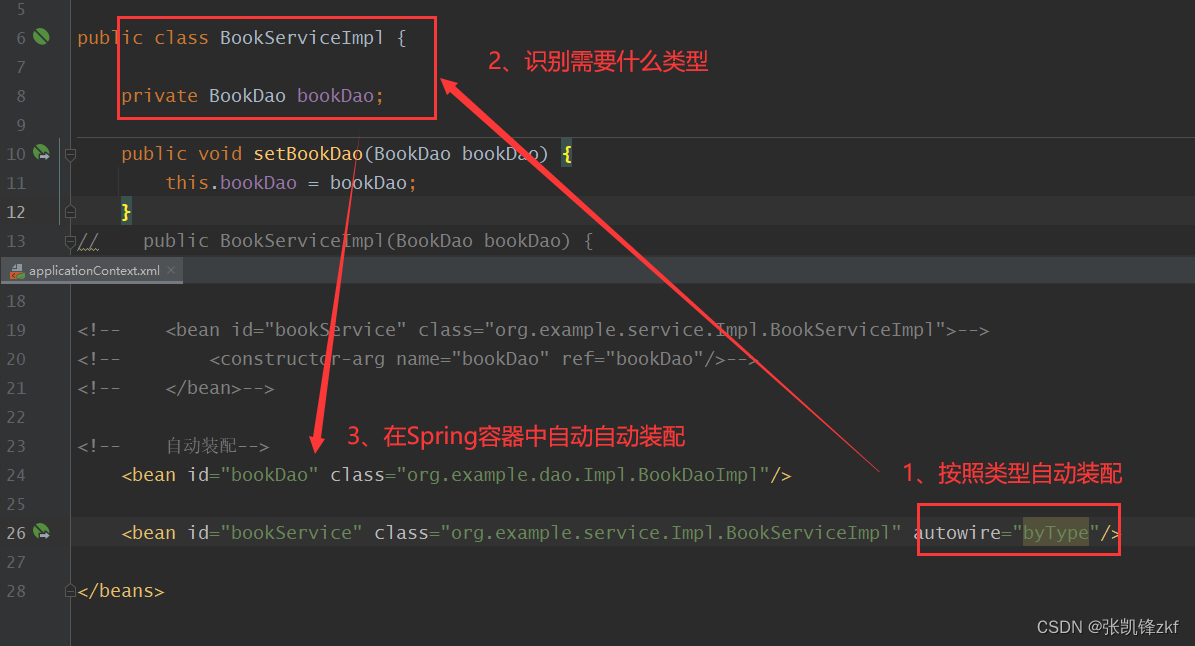 5
6 public class BookServiceImpl {
2、识别需要什么类型
7
8 private BookDao bookDao;
9
10 public void setBookDao(BookDao bookDao) {
11 this.bookDao = bookDao;
12 }
13 // public BookServiceImpl(BookDao bookDao) {
applicationContext.xml
18
19 <!-- <bean id="bookService" class="org.example.service.Impl.BookServiceImpl">-->
20 <!-- <constructor-arg name="bookDao" ref="bookDao"/>-->
21 <!-- </bean>-->
22
3、在Spring容器中自动自动装配
23 <!-- 自动装配-->
24 <bean id="bookDao" class="org.example.dao.Impl.BookDaoImpl"/>
1、按照类型自动装配
25
26 <bean id="bookService" class="org.example.service.Impl.BookServiceImpl" autowire="byType"/>
27
28 </beans>
CSDN @张凯锋zkf